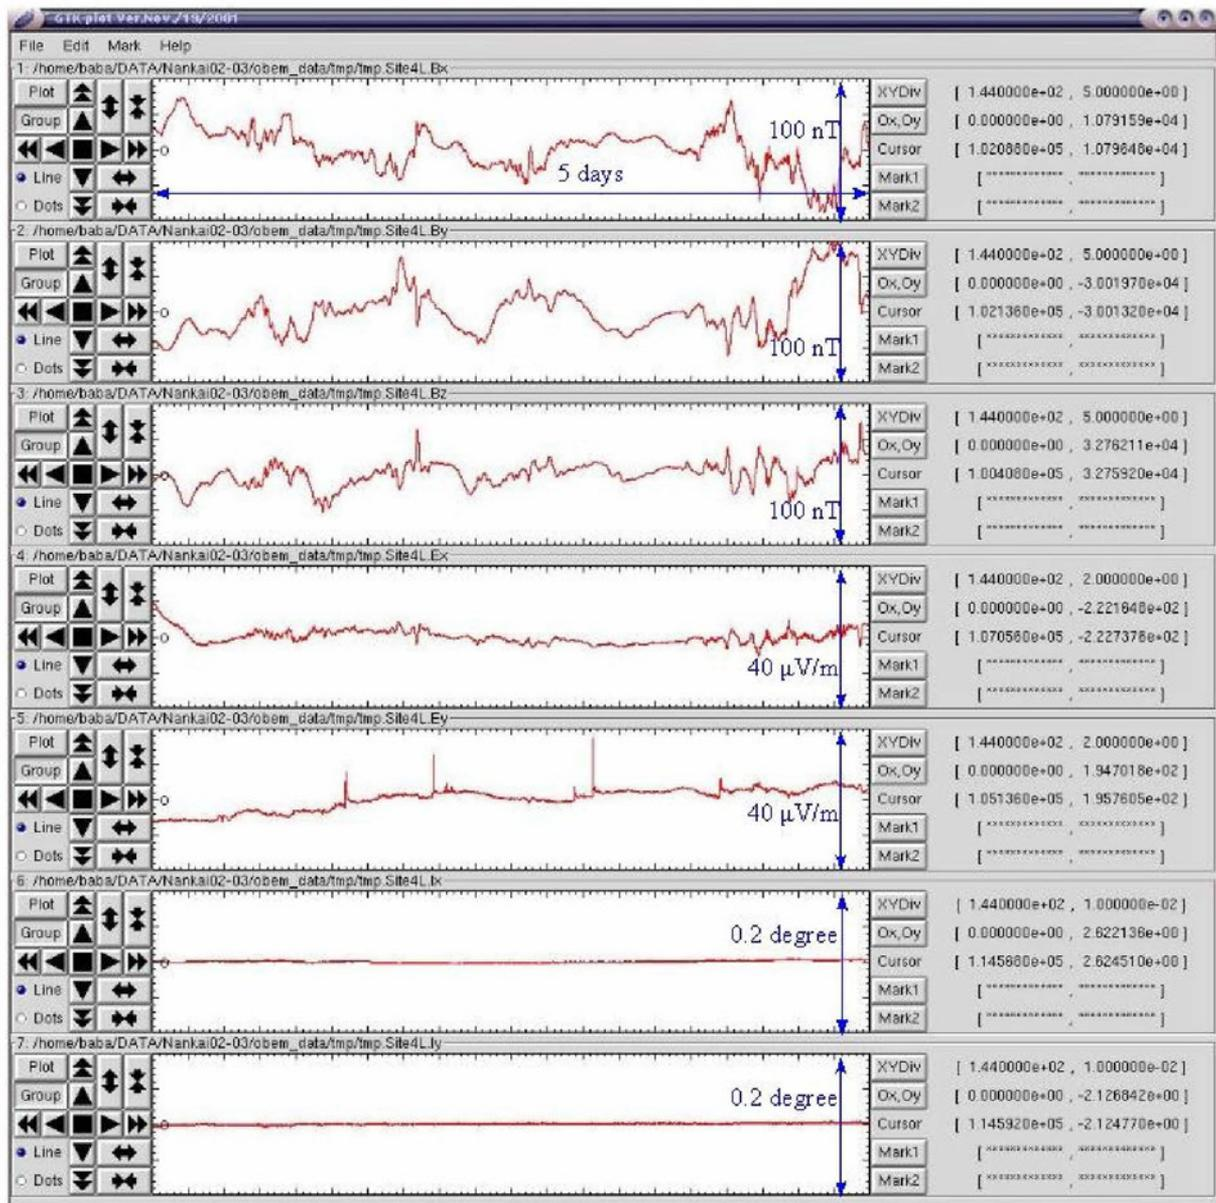 GTK-plot Ver.Nov./19/2001
File Edit Mark Help
1: /home/baba/DATA/Nankai02-03/obem_data/tmp/tmp.Site4L.Bx
Plot XYDiv [ 1.440000e+02 , 5.000000e+00 ]
Group 100 nT Ox,Oy [ 0.000000e+00 , 1.079159e+04 ]
0 Cursor [ 1.020860e+05 , 1.079648e+04 ]
Line 5 days Mark1 [ ************* , ************* ]
Dots Mark2 [ ************* , ************* ]
2: /home/baba/DATA/Nankai02-03/obem_data/tmp/tmp.Site4L.By
Plot XYDiv [ 1.440000e+02 , 5.000000e+00 ]
Group Ox,Oy [ 0.000000e+00 , -3.001970e+04 ]
0 Cursor [ 1.021360e+05 , -3.001320e+04 ]
Line 100 nT Mark1 [ ************* , ************* ]
Dots Mark2 [ ************* , ************* ]
3: /home/baba/DATA/Nankai02-03/obem_data/tmp/tmp.Site4L.Bz
Plot XYDiv [ 1.440000e+02 , 5.000000e+00 ]
Group Ox,Oy [ 0.000000e+00 , 3.276211e+04 ]
0 Cursor [ 1.004080e+05 , 3.275920e+04 ]
Line 100 nT Mark1 [ ************* , ************* ]
Dots Mark2 [ ************* , ************* ]
4: /home/baba/DATA/Nankai02-03/obem_data/tmp/tmp.Site4L.Ex
Plot XYDiv [ 1.440000e+02 , 2.000000e+00 ]
Group Ox,Oy [ 0.000000e+00 , -2.221648e+02 ]
0 Cursor [ 1.070560e+05 , -2.227376e+02 ]
Line 40 µV/m Mark1 [ ************* , ************* ]
Dots Mark2 [ ************* , ************* ]
5: /home/baba/DATA/Nankai02-03/obem_data/tmp/tmp.Site4L.Ey
Plot XYDiv [ 1.440000e+02 , 2.000000e+00 ]
Group Ox,Oy [ 0.000000e+00 , 1.947018e+02 ]
0 Cursor [ 1.051360e+05 , 1.957605e+02 ]
Line 40 µV/m Mark1 [ ************* , ************* ]
Dots Mark2 [ ************* , ************* ]
6: /home/baba/DATA/Nankai02-03/obem_data/tmp/tmp.Site4L.Ix
Plot XYDiv [ 1.440000e+02 , 1.000000e-02 ]
Group 0.2 degree Ox,Oy [ 0.000000e+00 , 2.622136e+00 ]
0 Cursor [ 1.145680e+05 , 2.624510e+00 ]
Line Mark1 [ ************* , ************* ]
Dots Mark2 [ ************* , ************* ]
7: /home/baba/DATA/Nankai02-03/obem_data/tmp/tmp.Site4L.Iy
Plot XYDiv [ 1.440000e+02 , 1.000000e-02 ]
Group 0.2 degree Ox,Oy [ 0.000000e+00 , -2.126842e+00 ]
0 Cursor [ 1.145920e+05 , -2.124770e+00 ]
Line Mark1 [ ************* , ************* ]
Dots Mark2 [ ************* , ************* ]